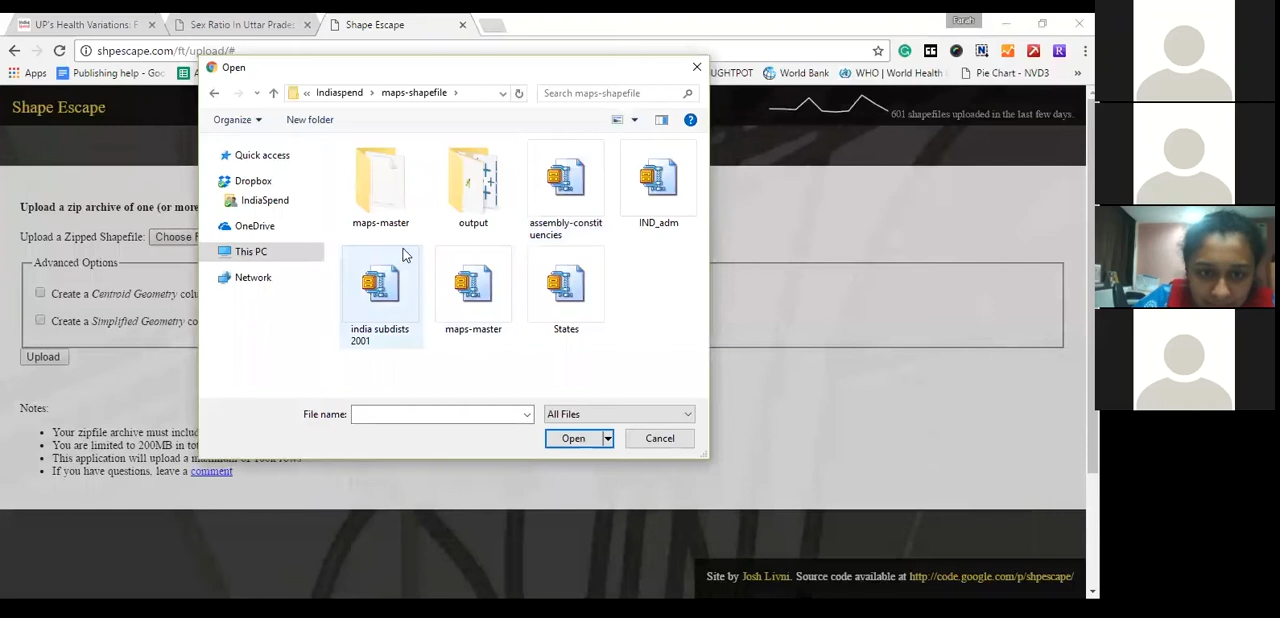 UP's Health Variations: F
Sex Ratio In Uttar Prade
Shape Escape
Farah
shpescape.com/ft/upload/#
Apps
Publishing help - Goo
UGHTPOT
World Bank
WHO | World Health
Pie Chart - NVD3
»
Open
« Indiaspend > maps-shapefile >
Search maps-shapefile
Organize
New folder
Shape Escape
601 shapefiles uploaded in the last few days.
Quick access
Dropbox
IndiaSpend
OneDrive
This PC
Network
maps-master
output
assembly-constit
uencies
IND_adm
india subdists
2001
maps-master
States
File name:
All Files
Open
Cancel
Upload a zip archive of one (or more
Upload a Zipped Shapefile:
Choose F
Advanced Options
Create a Centroid Geometry colu
Create a Simplified Geometry co
Upload
Notes:
Your zipfile archive must includ
You are limited to 200MB in tot
This application will upload a
If you have questions, leave a comment
Site by Josh Livni. Source code available at http://code.google.com/p/shpescape/